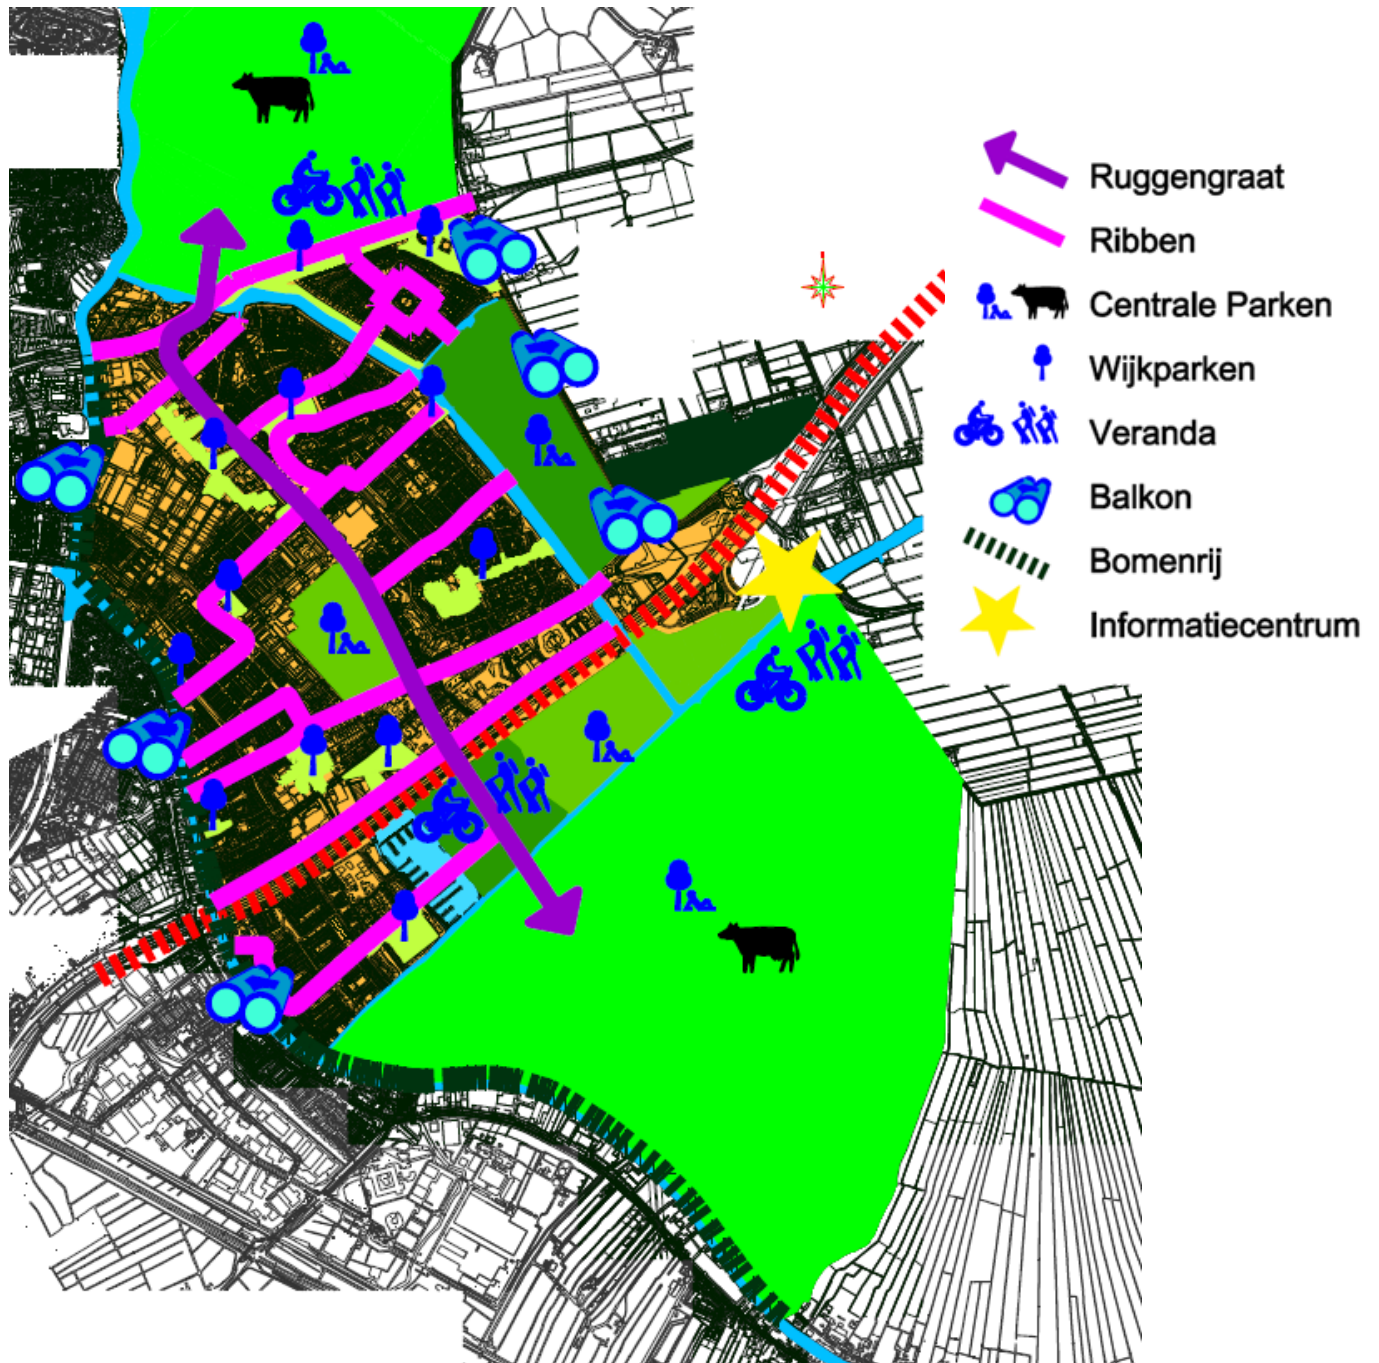 Ruggengraat
Ribben
Centrale Parken
Wijkparken
Veranda
Balkon
Bomenrij
Informatiecentrum